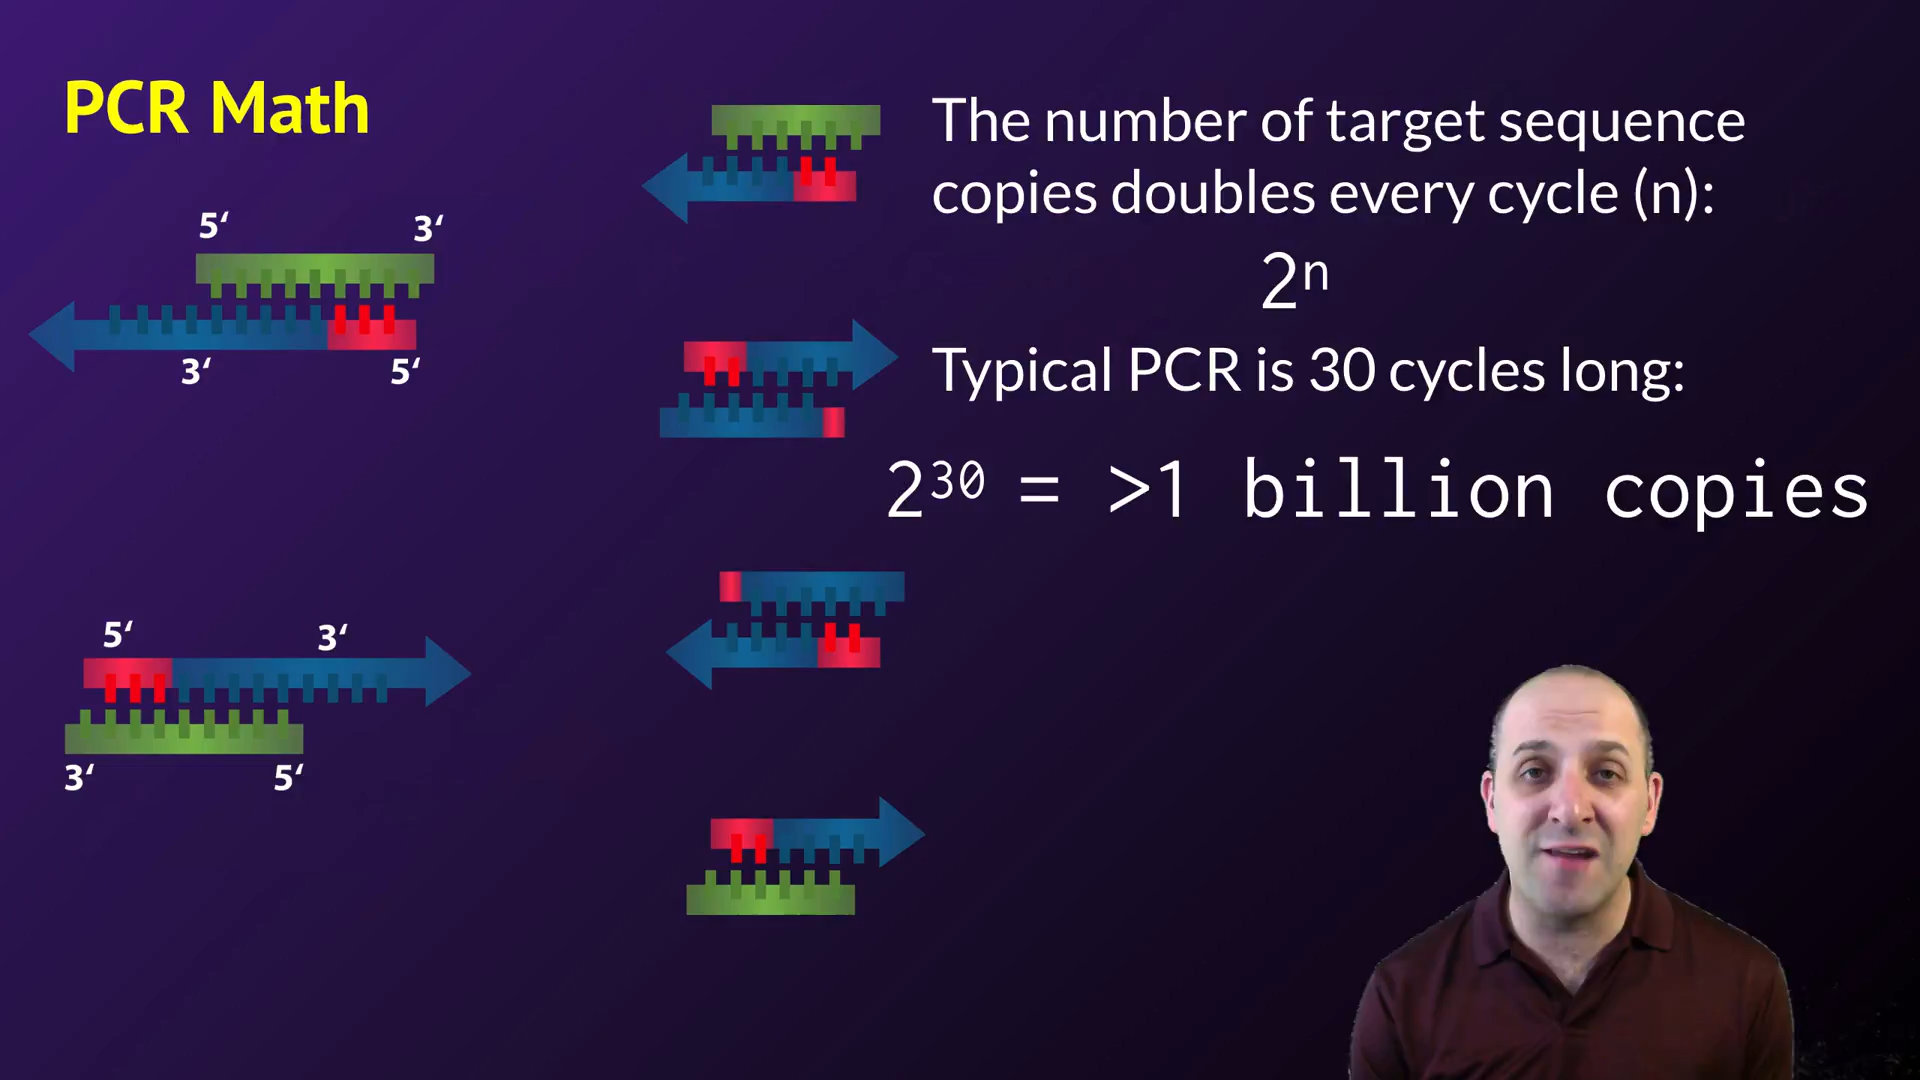 PCR Math
5‘ 3‘
3‘ 5‘
5‘ 3‘
3‘ 5‘
The number of target sequence
copies doubles every cycle (n):
2ⁿ
Typical PCR is 30 cycles long:
2³⁰ = >1 billion copies